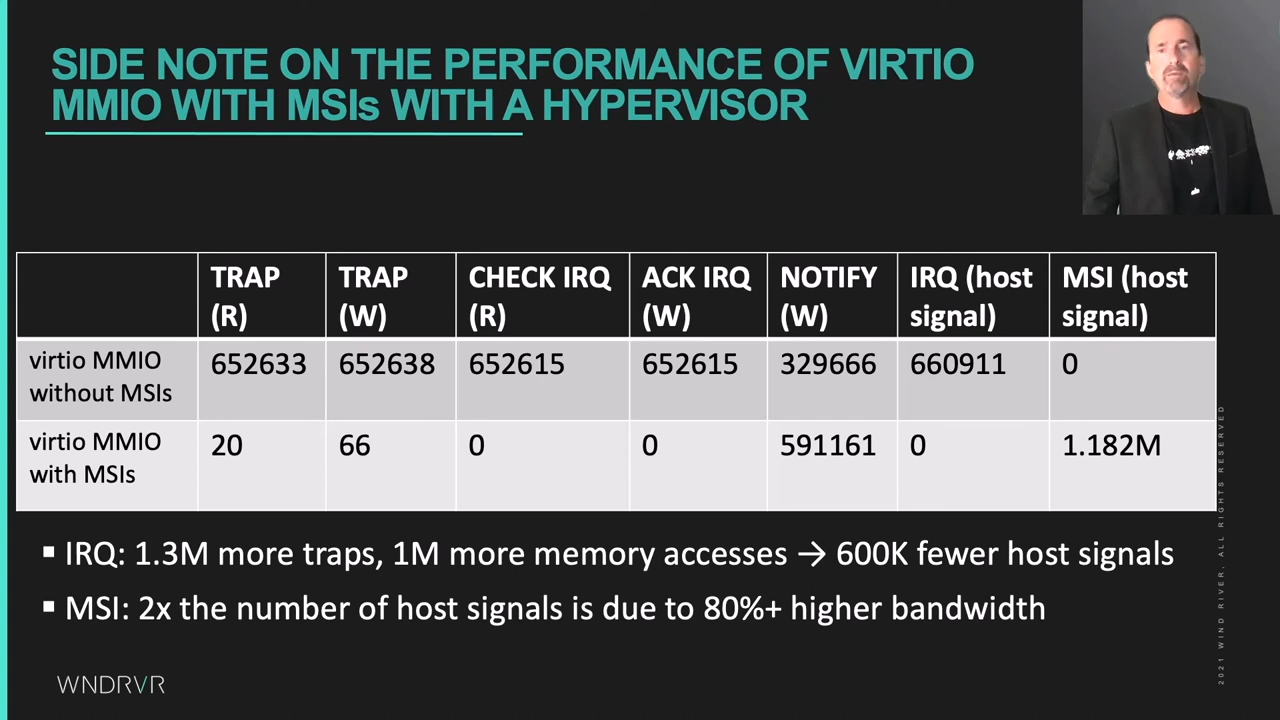 SIDE NOTE ON THE PERFORMANCE OF VIRTIO
MMIO WITH MSIs WITH A HYPERVISOR
TRAP (R) TRAP (W) CHECK IRQ (R) ACK IRQ (W) NOTIFY (W) IRQ (host signal) MSI (host signal)
virtio MMIO without MSIs 652633 652638 652615 652615 329666 660911 0
virtio MMIO with MSIs 20 66 0 0 591161 0 1.182M
▪ IRQ: 1.3M more traps, 1M more memory accesses → 600K fewer host signals
▪ MSI: 2x the number of host signals is due to 80%+ higher bandwidth
WNDRVR
2021 WIND RIVER, ALL RIGHTS RESERVED